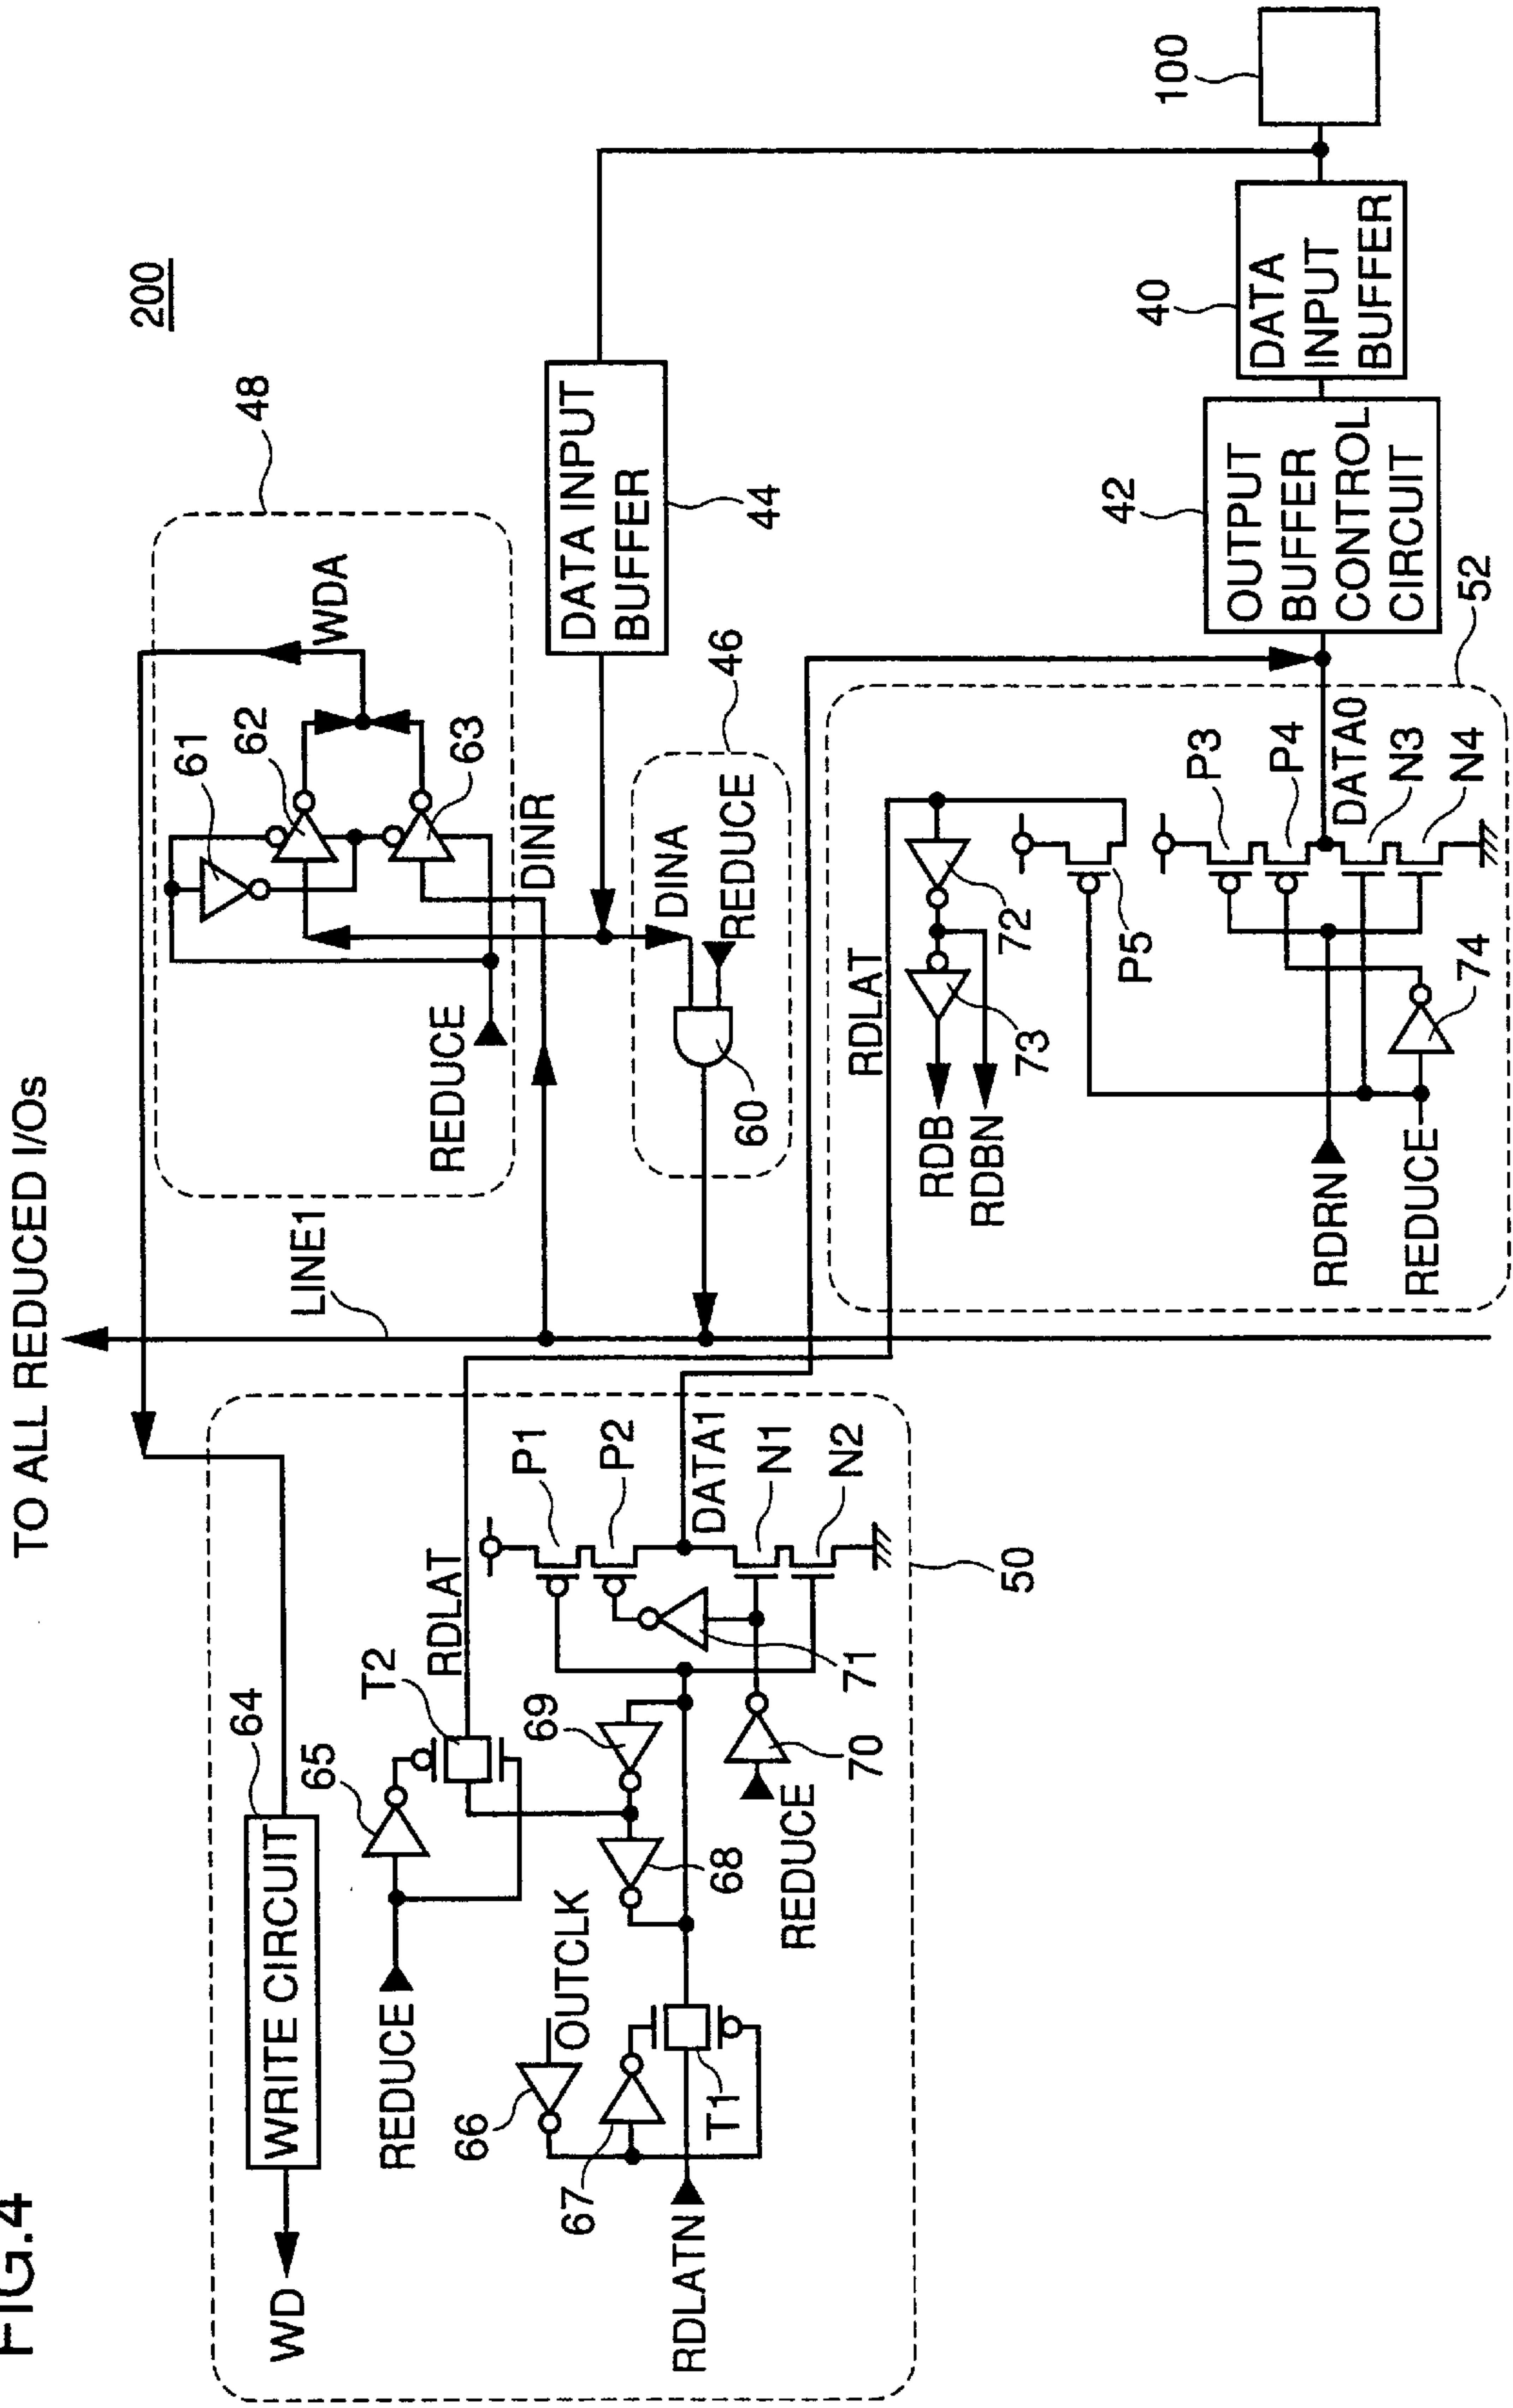 FIG.4
TO ALL REDUCED I/Os
200
WD
WRITE CIRCUIT
64
LINE1
WDA
48
61
62
63
REDUCE
DINR
DATA INPUT
BUFFER
44
DINA
REDUCE
46
60
REDUCE
65
T2
RDLAT
66
OUTCLK
67
T1
RDLATN
68
69
REDUCE
70
71
P1
P2
DATA1
N1
N2
50
RDLAT
72
73
RDB
RDBN
P5
P3
P4
DATA0
N3
N4
RDRN
REDUCE
74
52
OUTPUT
BUFFER
CONTROL
CIRCUIT
42
DATA
INPUT
BUFFER
40
100